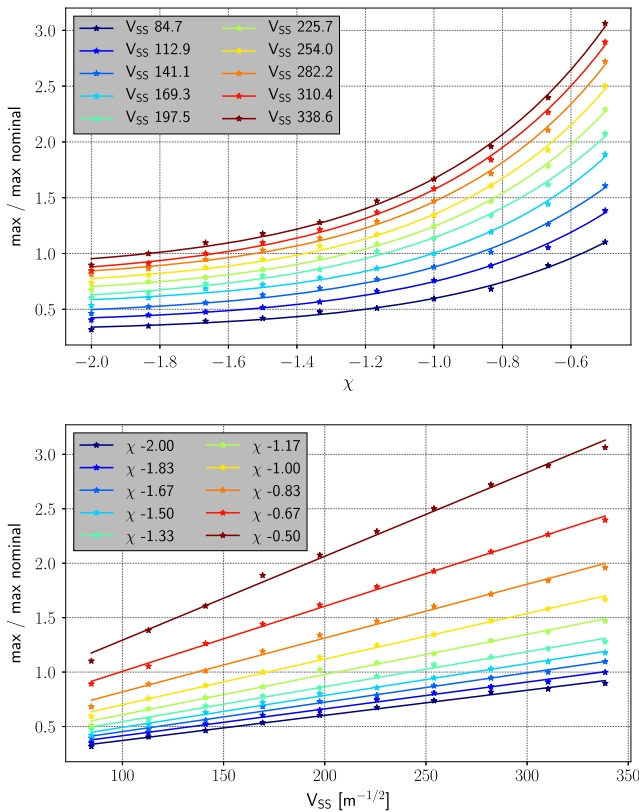 3.0
2.5
2.0
1.5
1.0
0.5
max / max nominal
V_SS 84.7 V_SS 225.7
V_SS 112.9 V_SS 254.0
V_SS 141.1 V_SS 282.2
V_SS 169.3 V_SS 310.4
V_SS 197.5 V_SS 338.6
−2.0 −1.8 −1.6 −1.4 −1.2 −1.0 −0.8 −0.6
χ
3.0
2.5
2.0
1.5
1.0
0.5
max / max nominal
χ -2.00 χ -1.17
χ -1.83 χ -1.00
χ -1.67 χ -0.83
χ -1.50 χ -0.67
χ -1.33 χ -0.50
100 150 200 250 300 350
V_SS [m^{-1/2}]